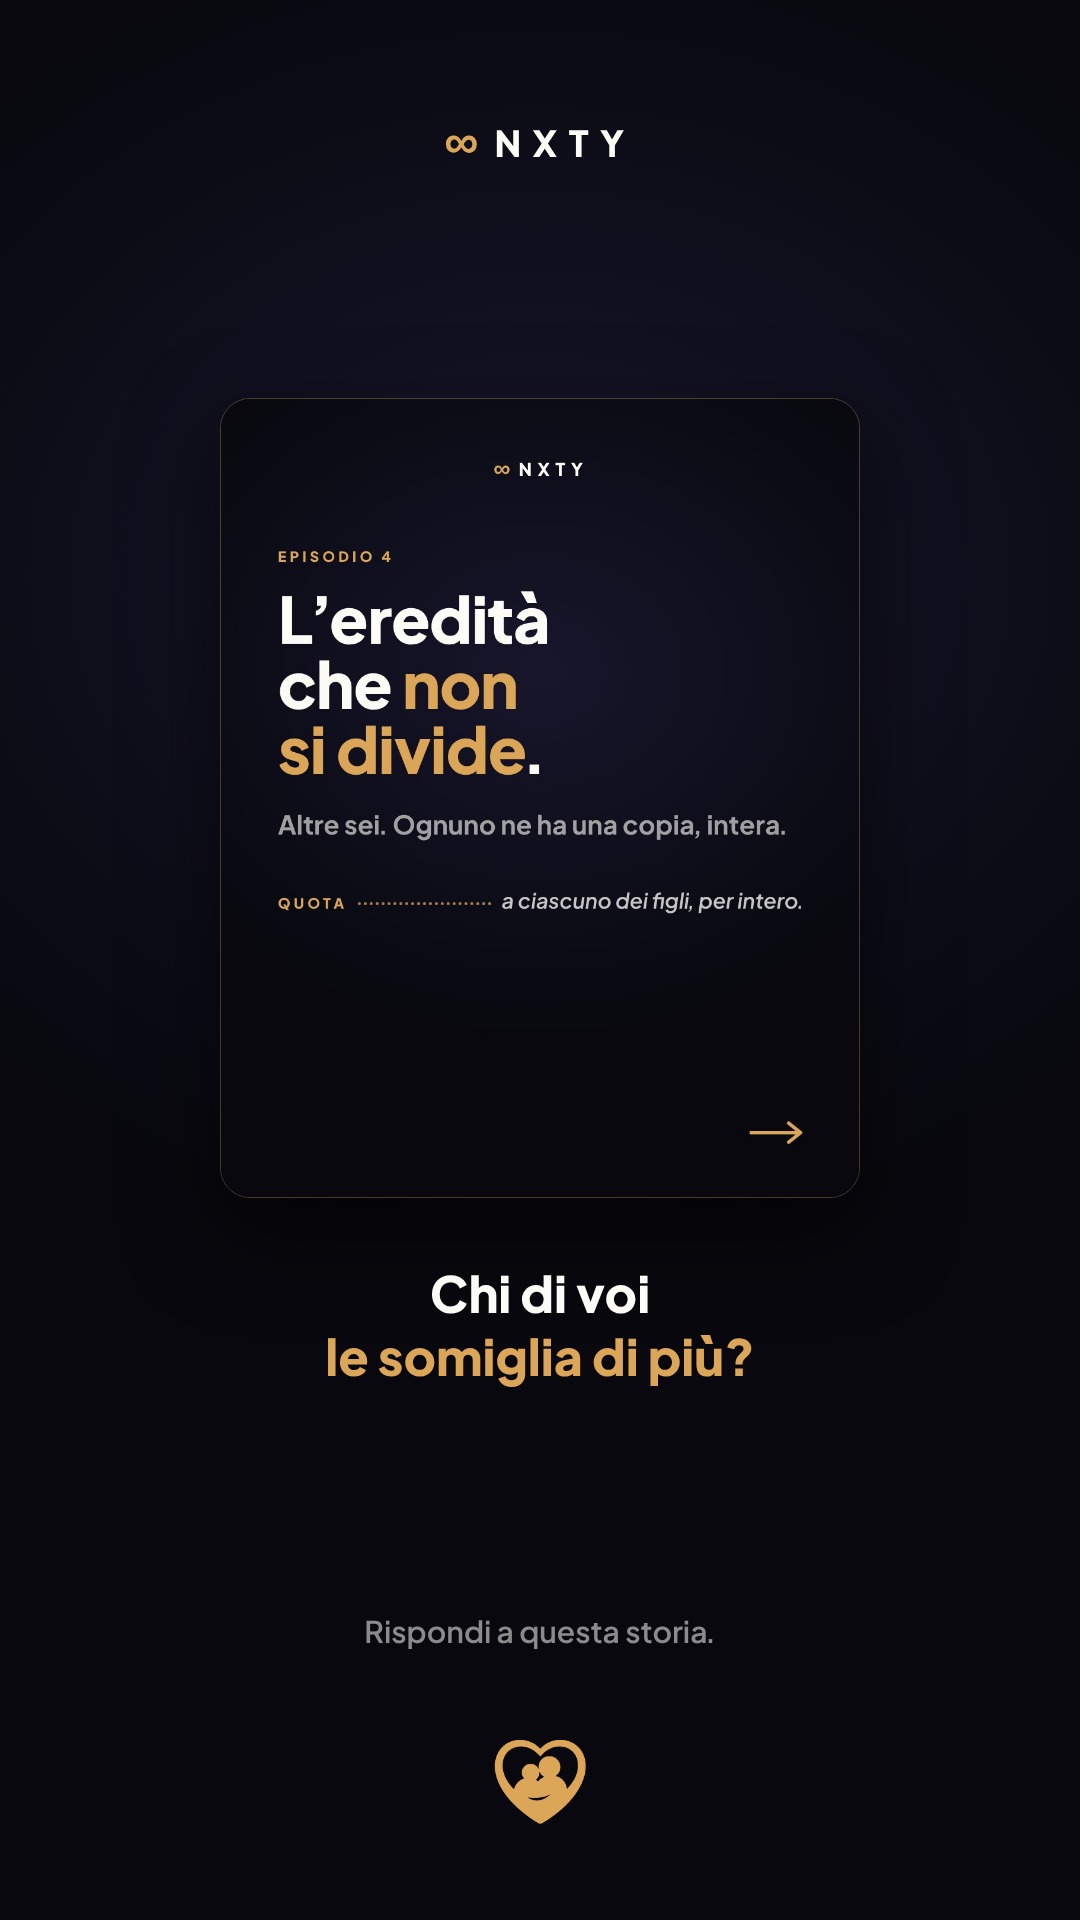 ∞ NXTY
∞ NXTY
EPISODIO 4
L’eredità
che non
si divide.
Altre sei. Ognuno ne ha una copia, intera.
QUOTA ....................... a ciascuno dei figli, per intero.
Chi di voi
le somiglia di più?
Rispondi a questa storia.